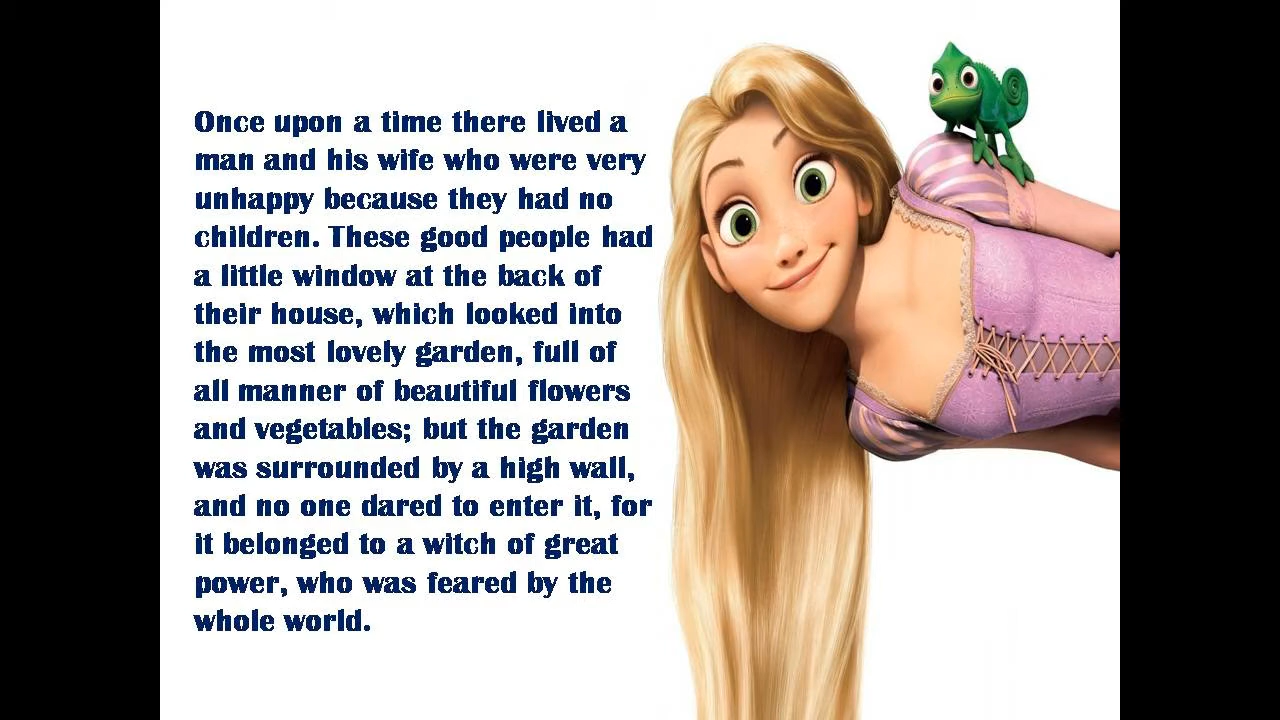 Once upon a time there lived a
man and his wife who were very
unhappy because they had no
children. These good people had
a little window at the back of
their house, which looked into
the most lovely garden, full of
all manner of beautiful flowers
and vegetables; but the garden
was surrounded by a high wall,
and no one dared to enter it, for
it belonged to a witch of great
power, who was feared by the
whole world.